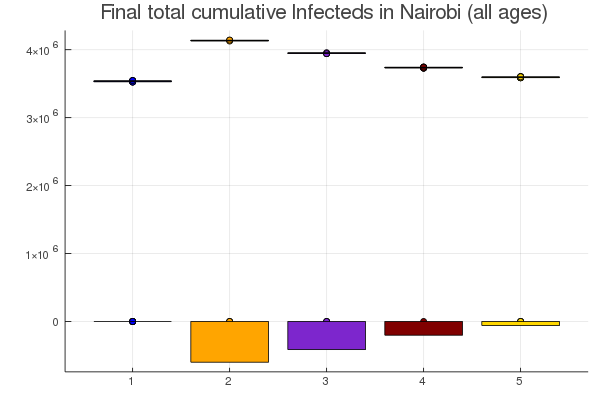 Final total cumulative Infecteds in Nairobi (all ages)
4×10⁶
3×10⁶
2×10⁶
1×10⁶
0
1 2 3 4 5